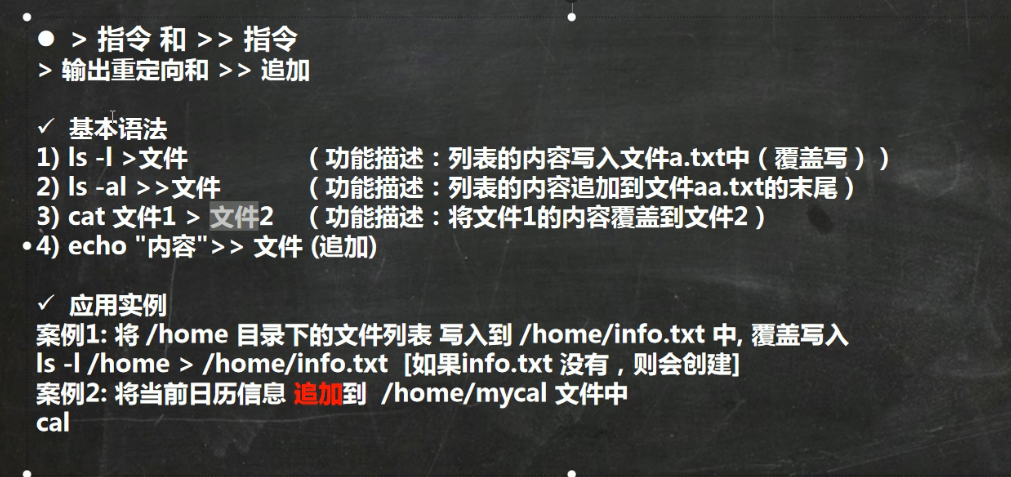 ● > 指令 和 >> 指令
> 输出重定向和 >> 追加
✓ 基本语法
1) ls -l >文件 （功能描述：列表的内容写入文件a.txt中（覆盖写））
2) ls -al >>文件 （功能描述：列表的内容追加到文件aa.txt的末尾）
3) cat 文件1 > 文件2 （功能描述：将文件1的内容覆盖到文件2）
4) echo "内容">> 文件 (追加)
✓ 应用实例
案例1: 将 /home 目录下的文件列表 写入到 /home/info.txt 中, 覆盖写入
ls -l /home > /home/info.txt [如果info.txt 没有，则会创建]
案例2: 将当前日历信息 追加到 /home/mycal 文件中
cal